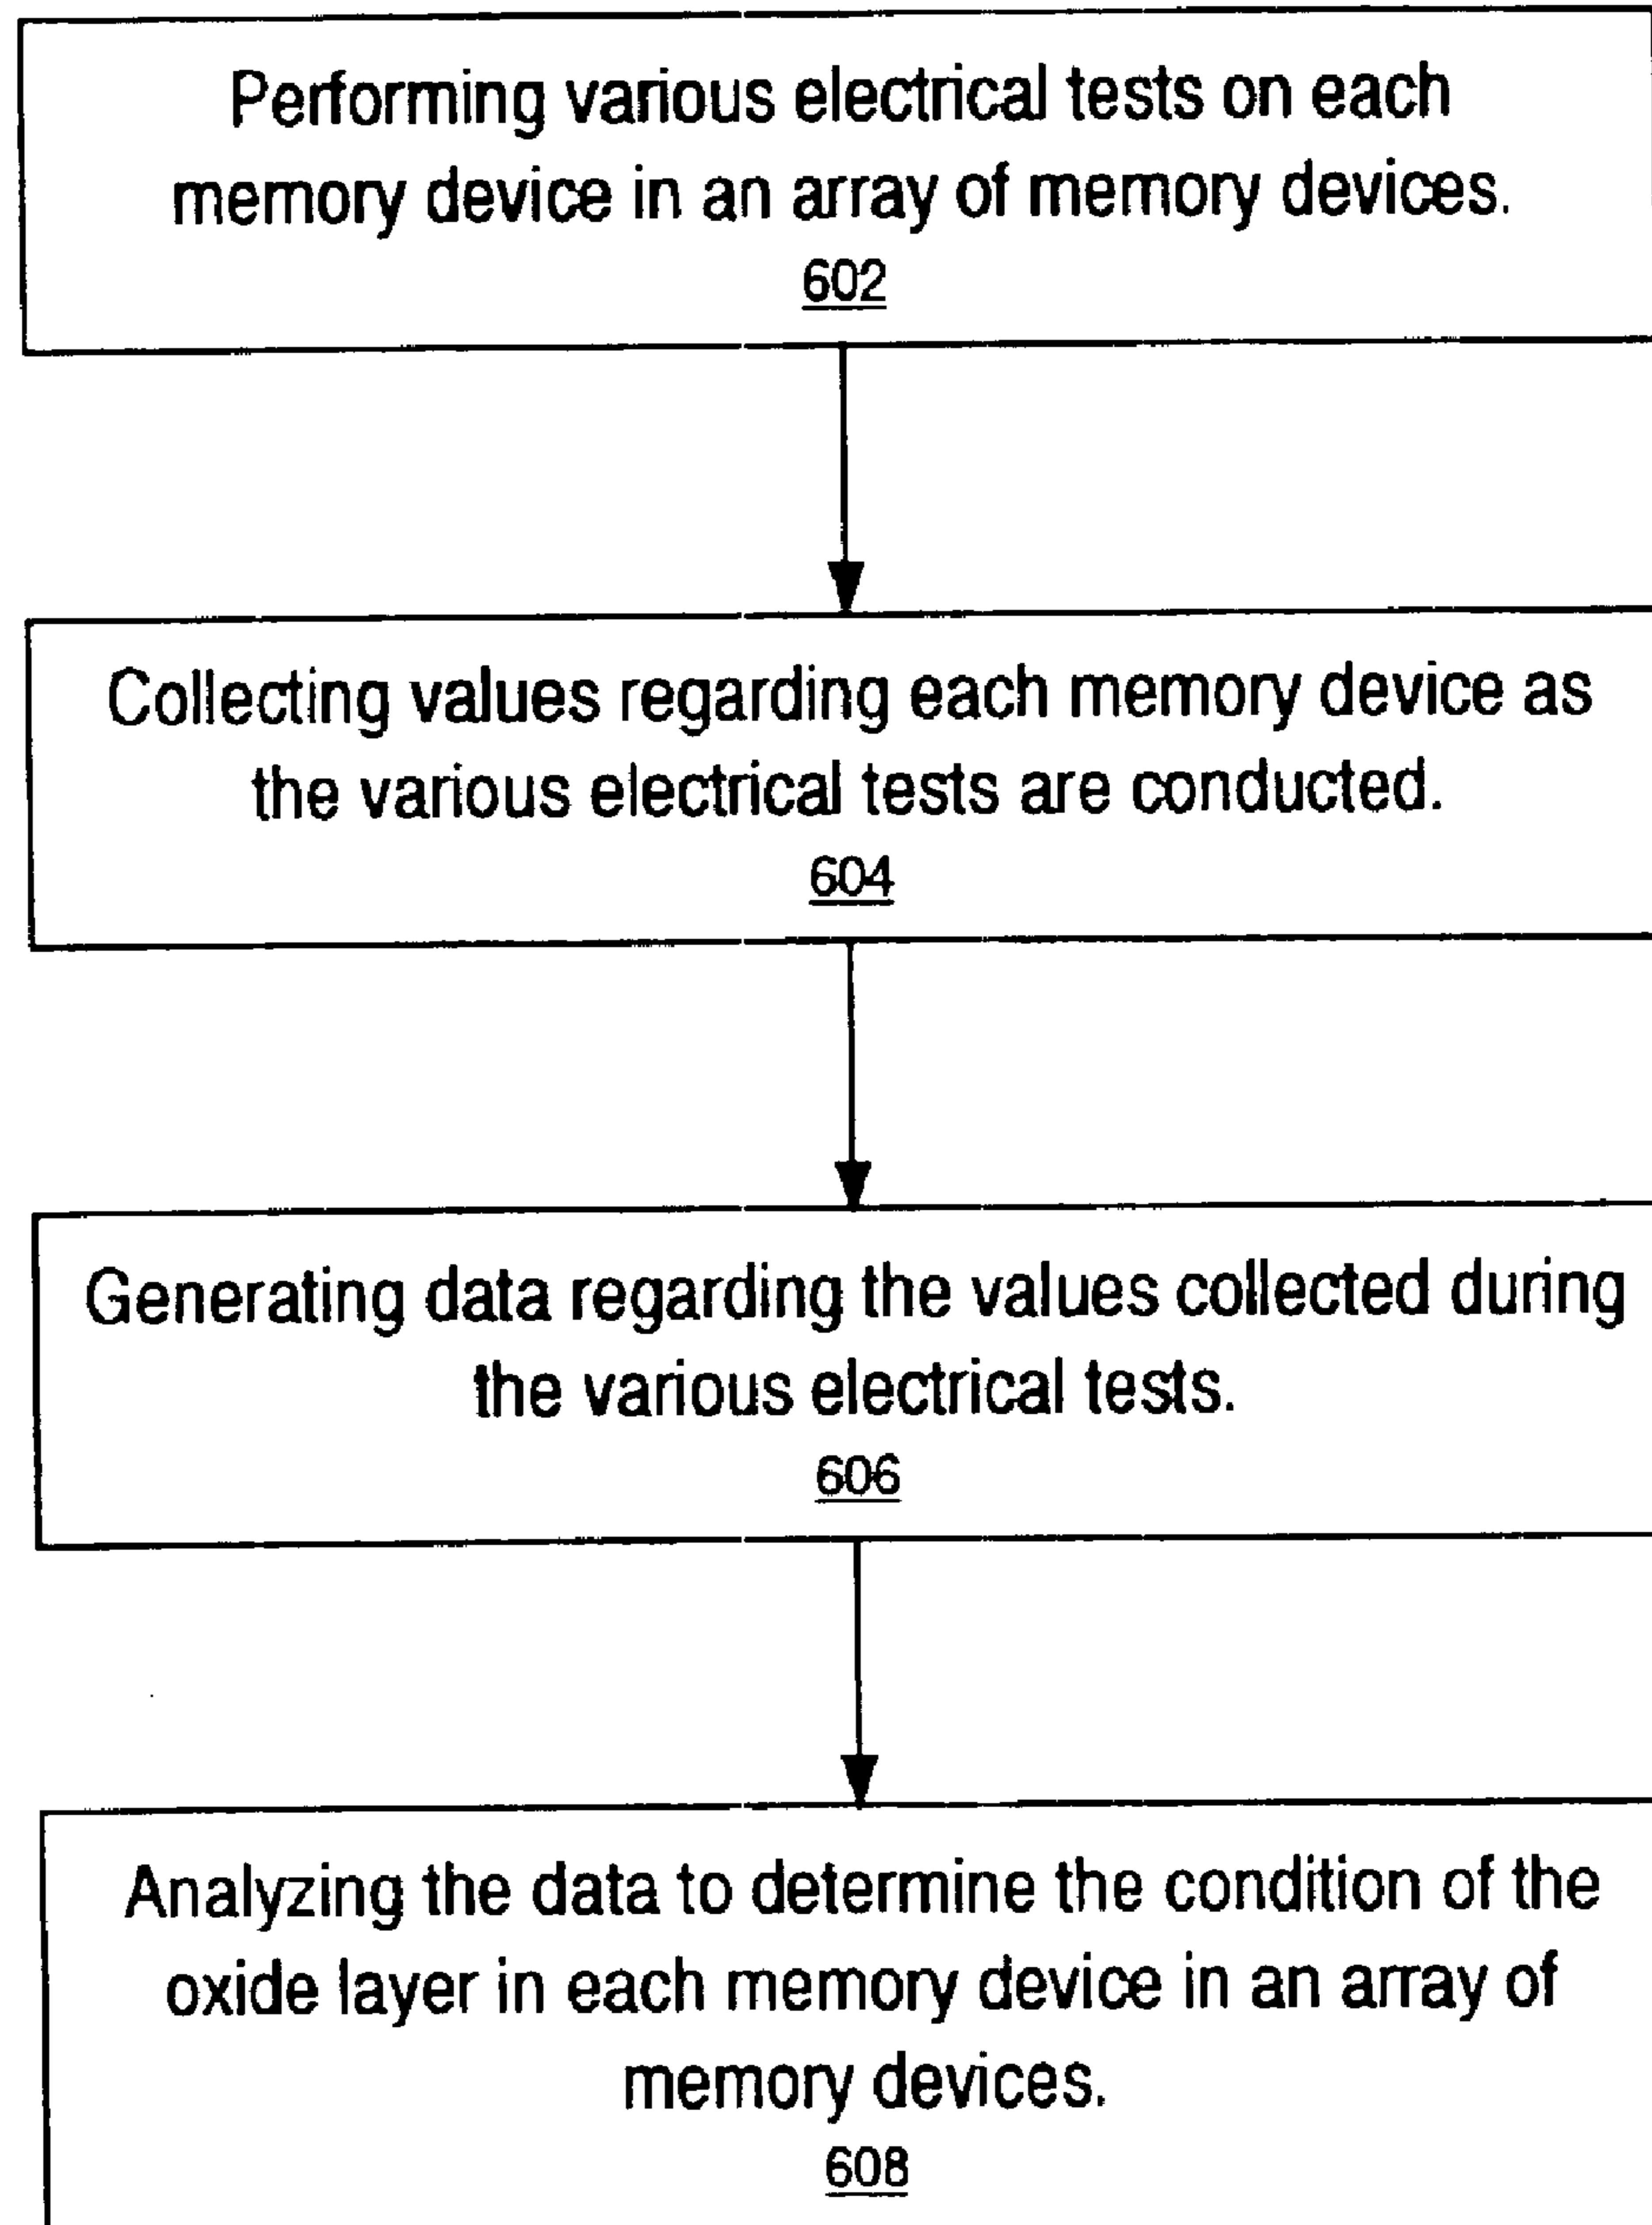 Performing various electrical tests on each
memory device in an array of memory devices.
602
Collecting values regarding each memory device as
the various electrical tests are conducted.
604
Generating data regarding the values collected during
the various electrical tests.
606
Analyzing the data to determine the condition of the
oxide layer in each memory device in an array of
memory devices.
608